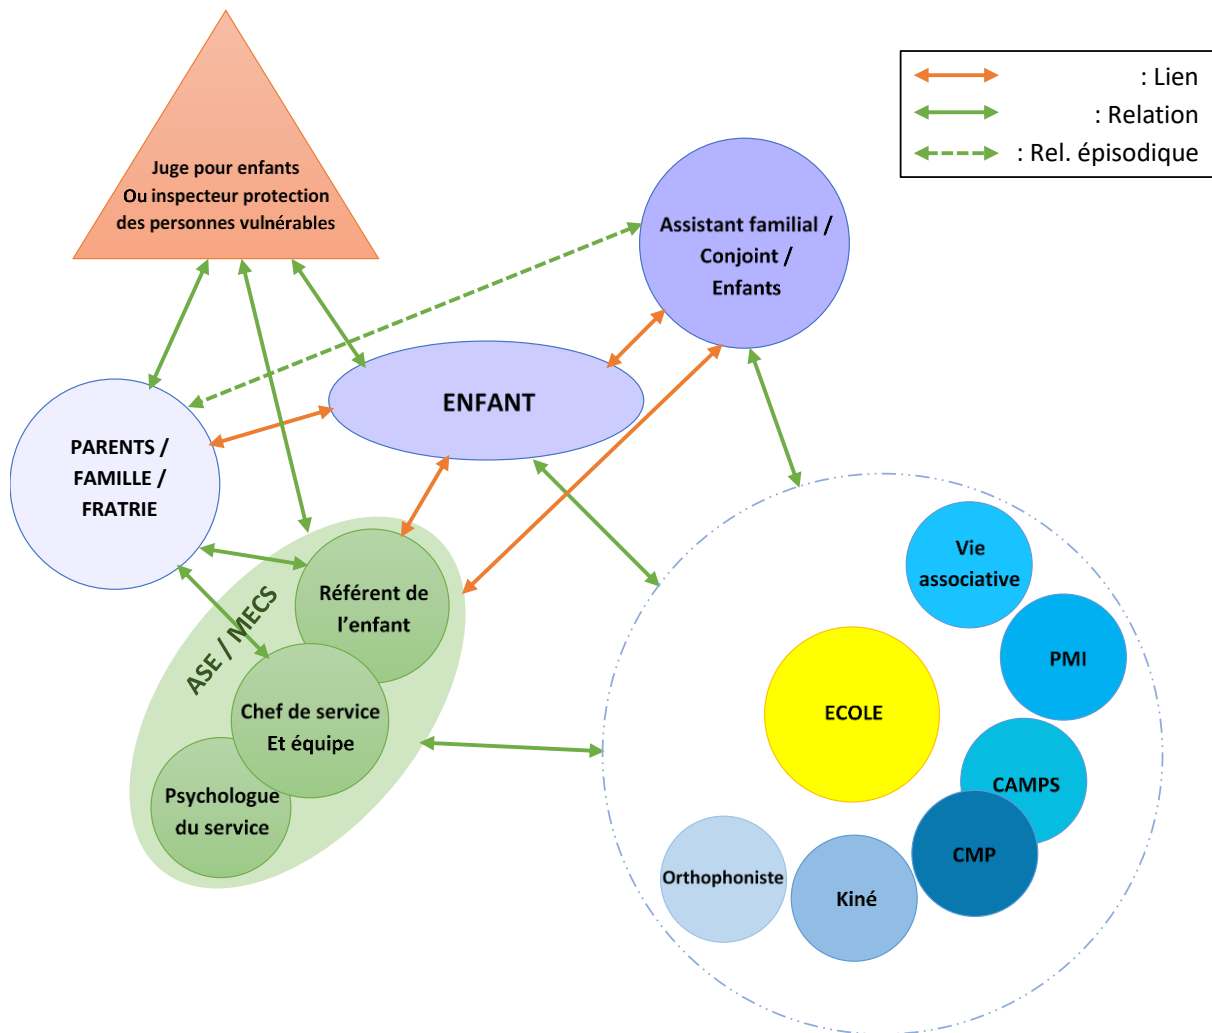 : Lien
: Relation
: Rel. épisodique
Juge pour enfants
Ou inspecteur protection
des personnes vulnérables
Assistant familial /
Conjoint /
Enfants
ENFANT
PARENTS /
FAMILLE /
FRATRIE
ASE / MECS
Référent de
l'enfant
Chef de service
Et équipe
Psychologue
du service
Vie
associative
PMI
ECOLE
CAMPS
CMP
Orthophoniste
Kiné